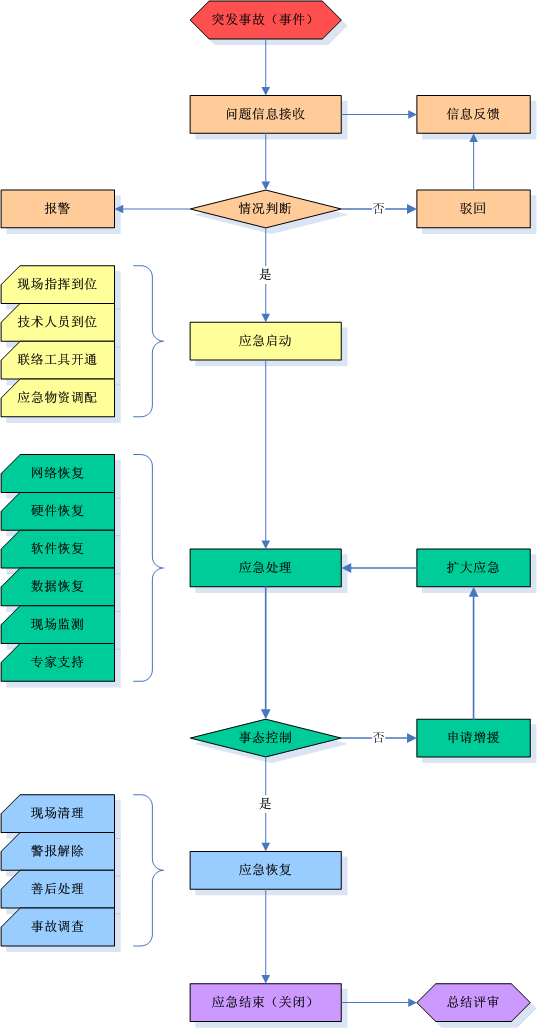 突发事故（事件）
问题信息接收
信息反馈
报警
情况判断
否
驳回
是
现场指挥到位
技术人员到位
联络工具开通
应急物资调配
应急启动
网络恢复
硬件恢复
软件恢复
数据恢复
现场监测
专家支持
应急处理
扩大应急
事态控制
否
申请增援
是
现场清理
警报解除
善后处理
事故调查
应急恢复
应急结束（关闭）
总结评审